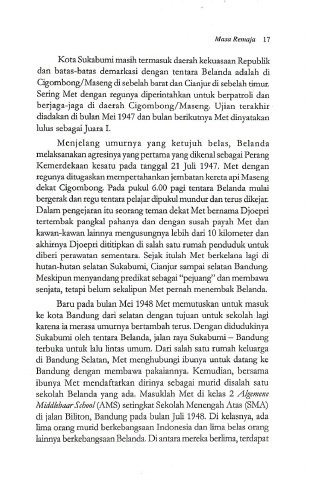 Masa Remaja 17
Kota Sukabumi masih termasuk daerah kekuasaan Republik
dan batas-batas demarkasi dengan tentara Belanda adalah di
Cigombong/Maseng di sebelah barat dan Cianjur di sebelah timur.
Sering Met dengan regunya diperintahkan untuk berpatroli dan
berjaga-jaga di daerah Cigombong/Maseng. Ujian terakhir
diadakan di bulan Mei 1947 dan bulan berikutnya Met dinyatakan
lulus sebagai Juara I.
Menjelang umurnya yang ketujuh belas, Belanda
melaksanakan agresinya yang pertama yang dikenal sebagai Perang
Kemerdekaan kesatu pada tanggal 21 Juli 1947. Met dengan
regunya ditugaskan mempertahankan jembatan kereta api Maseng
dekat Cigombong. Pada pukul 6.00 pagi tentara Belanda mulai
bergerak dan regu tentara pelajar dipukul mundur dan terus dikejar.
Dalam pengejaran itu seorang teman dekat Met bernama Djoepri
tertembak pangkal pahanya dan dengan susah payah Met dan
kawan-kawan lainnya mengusungnya lebih dari 10 kilometer dan
akhirnya Djoepri dititipkan di salah satu rumah penduduk untuk
diberi perawatan sementara. Sejak itulah Met berkelana lagi di
hutan-hutan selatan Sukabumi, Cianjur sampai selatan Bandung.
Meskipun menyandang predikat sebagai "pejuang" dan membawa
senjata, tetapi belum sekalipun Met pernah menembak Belanda.
Baru pada bulan Mei 1948 Met memutuskan untuk masuk
ke kota Bandung dari selatan dengan tujuan untuk sekolah lagi
karena ia merasa umurnya bertambah terus. Dengan didudukinya
Sukabumi oleh tentara Belanda, jalan raya Sukabumi – Bandung
terbuka untuk lalu lintas umum. Dari salah satu rumah keluarga
di Bandung Selatan, Met menghubungi ibunya untuk datang ke
Bandung dengan membawa pakaiannya. Kemudian, bersama
ibunya Met mendaftarkan dirinya sebagai murid disalah satu
sekolah Belanda yang ada. Masuklah Met di kelas 2 Algemene
Middlebaar School (AMS) setingkat Sekolah Menengah Atas (SMA)
di jalan Biliton, Bandung pada bulan Juli 1948. Di kelasnya, ada
lima orang murid berkebangsaan Indonesia dan lima belas orang
lainnya berkebangsaan Belanda. Di antara mereka berlima, terdapat